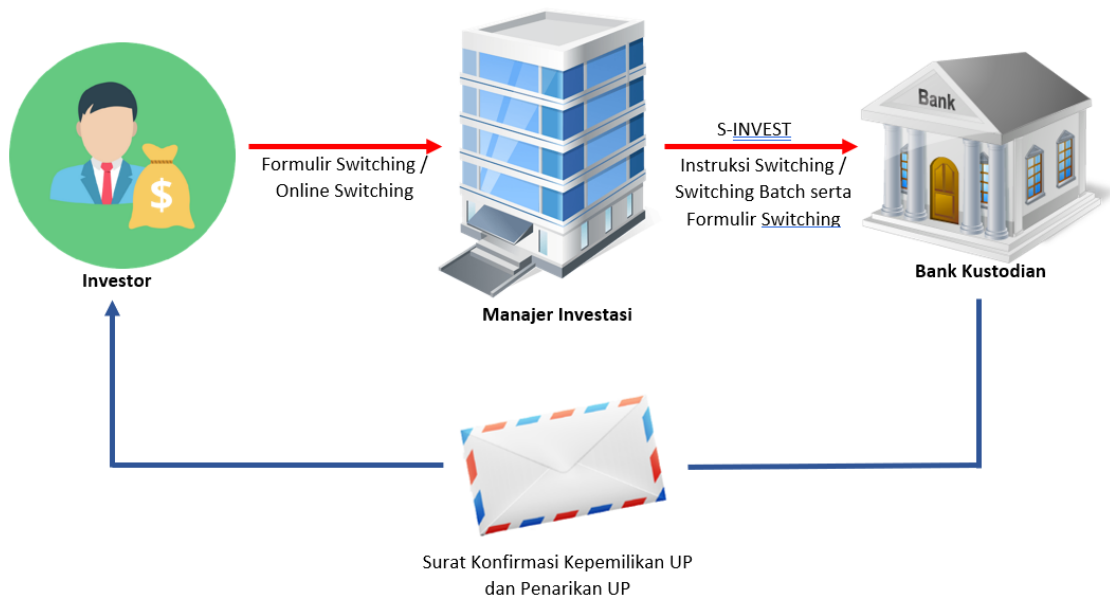 Bank
S-INVEST
Formulir Switching /
Online Switching
Instruksi Switching /
Switching Batch serta
Formulir Switching
Investor
Manajer Investasi
Bank Kustodian
$
Surat Konfirmasi Kepemilikan UP
dan Penarikan UP